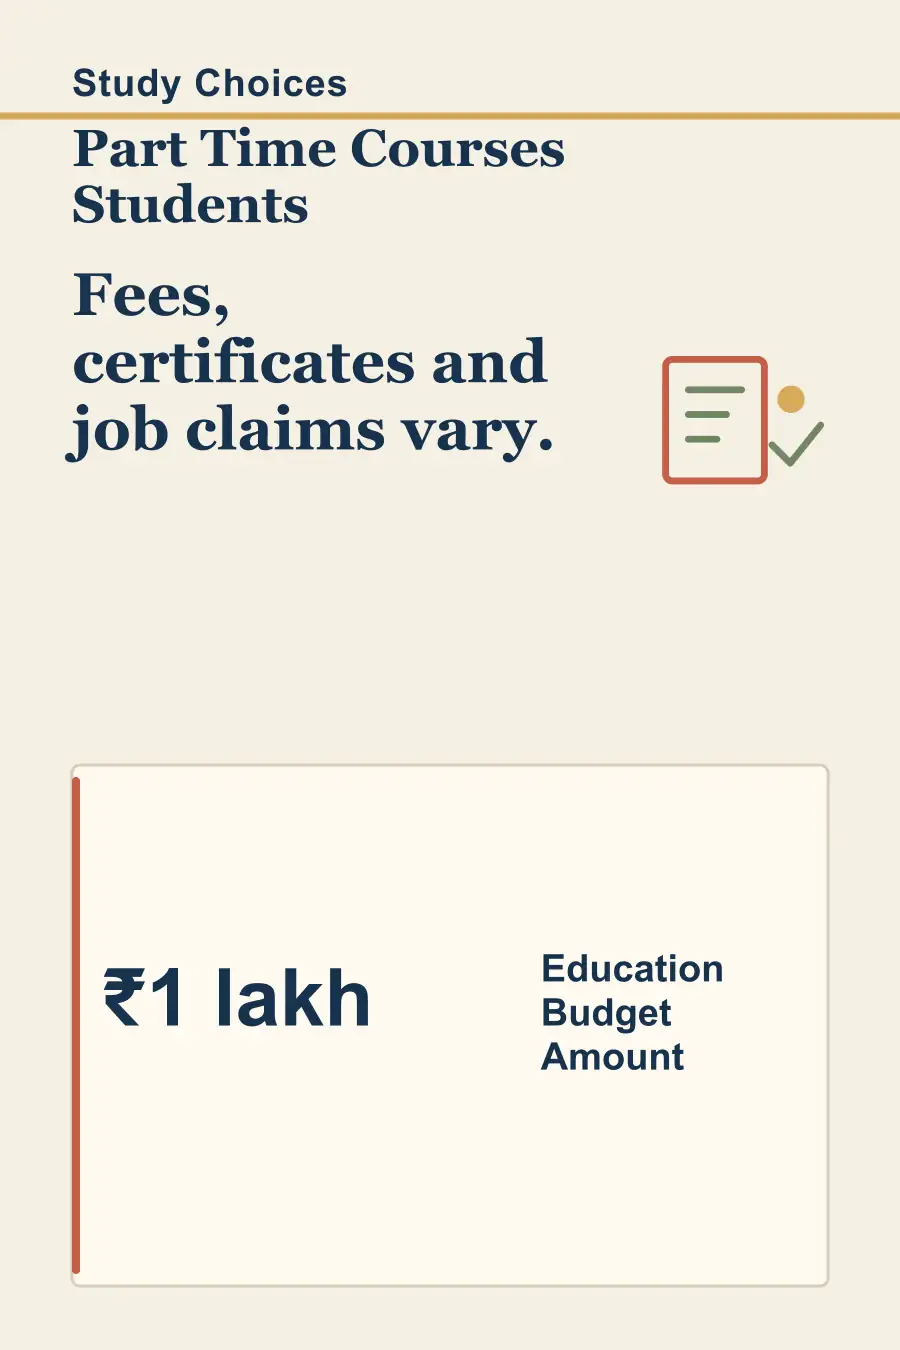 Study Choices
Part Time Courses
Students
Fees,
certificates and
job claims vary.
₹1 lakh
Education
Budget
Amount